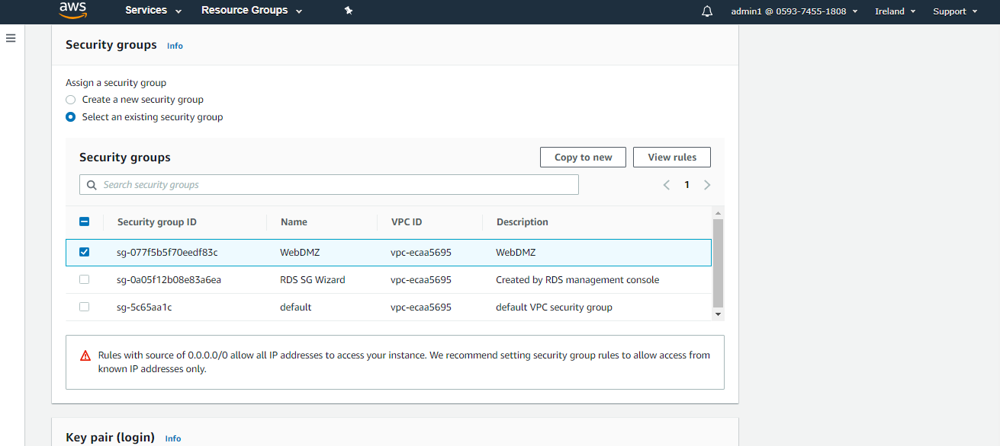 aws Services Resource Groups admin1 @ 0593-7455-1808 Ireland Support
Security groups Info
Assign a security group
Create a new security group
Select an existing security group
Security groups Copy to new View rules
Search security groups 1
Security group ID Name VPC ID Description
sg-077f5b5f70eedf83c WebDMZ vpc-ecaa5695 WebDMZ
sg-0a05f12b08e83a6ea RDS SG Wizard vpc-ecaa5695 Created by RDS management console
sg-5c65aa1c default vpc-ecaa5695 default VPC security group
Rules with source of 0.0.0.0/0 allow all IP addresses to access your instance. We recommend setting security group rules to allow access from
known IP addresses only.
Key pair (login) Info